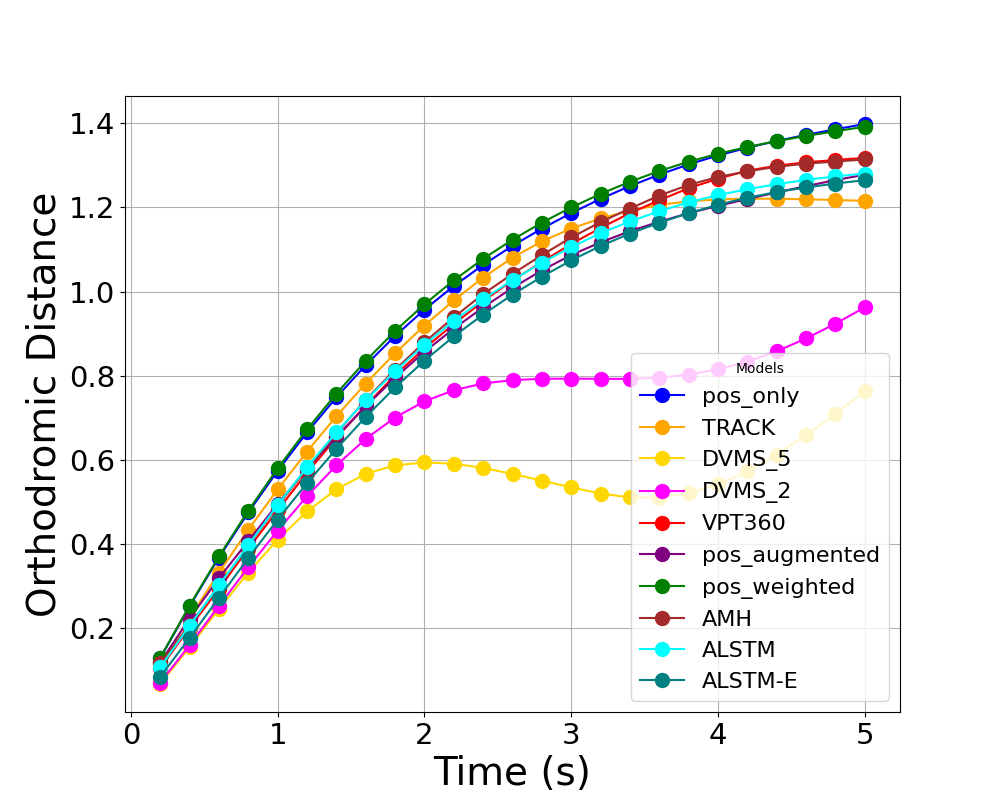 Orthodromic Distance
1.4
1.2
1.0
0.8
0.6
0.4
0.2
0
1
2
3
4
5
Time (s)
Models
pos_only
TRACK
DVMS_5
DVMS_2
VPT360
pos_augmented
pos_weighted
AMH
ALSTM
ALSTM-E